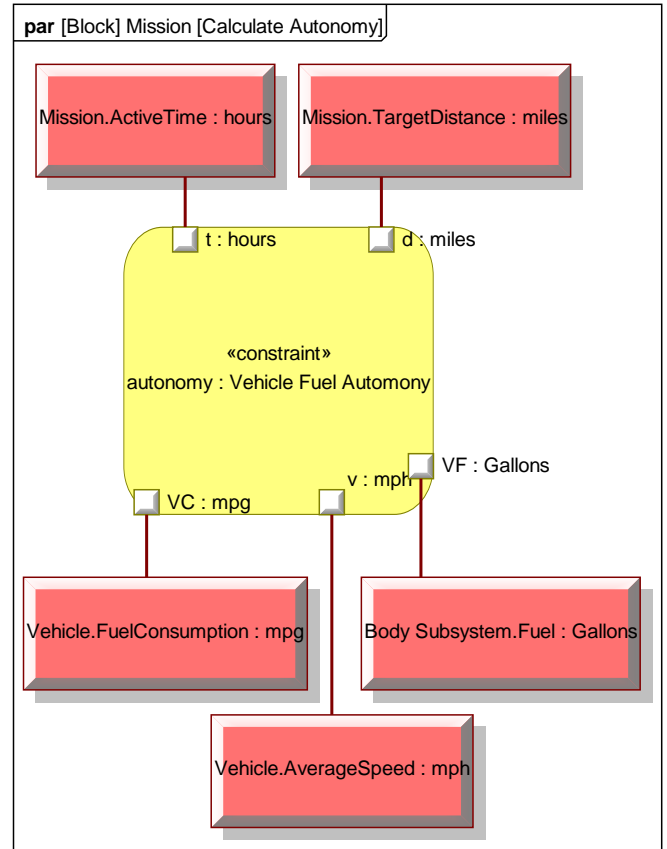 par [Block] Mission [Calculate Autonomy]
Mission.ActiveTime : hours
Mission.TargetDistance : miles
t : hours
d : miles
«constraint»
autonomy : Vehicle Fuel Automony
VF : Gallons
v : mph
VC : mpg
Vehicle.FuelConsumption : mpg
Body Subsystem.Fuel : Gallons
Vehicle.AverageSpeed : mph